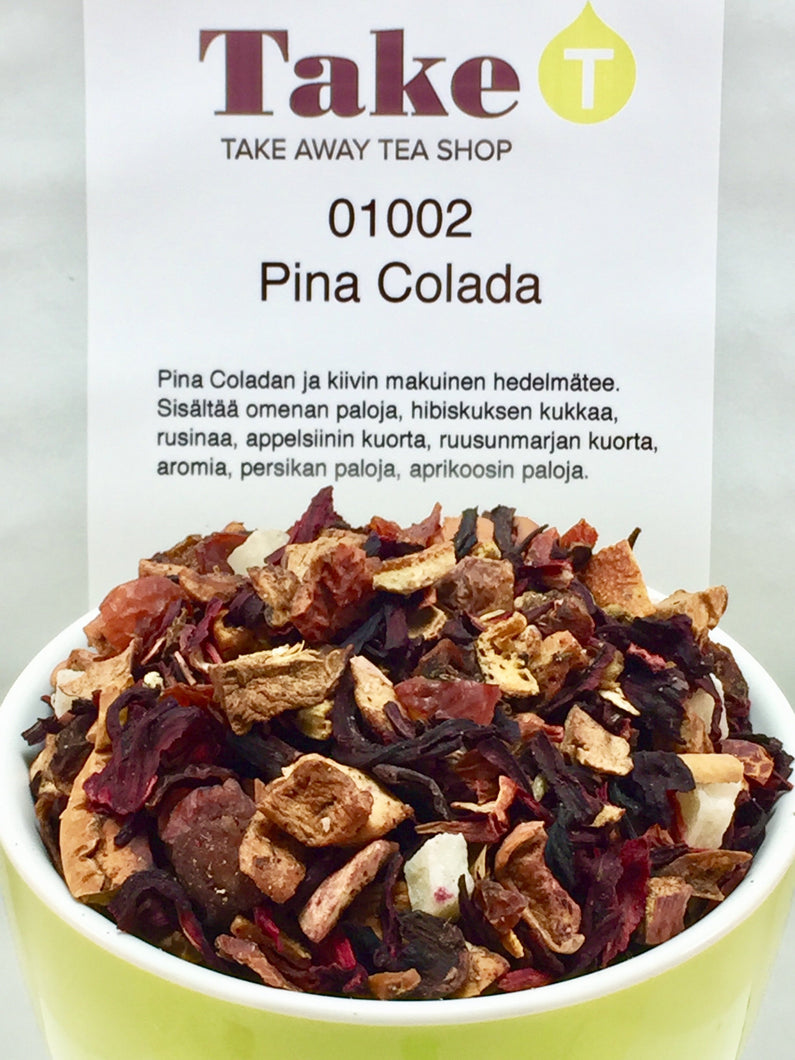 Take T
TAKE AWAY TEA SHOP
01002
Pina Colada
Pina Coladan ja kiivin makuinen hedelmätee.
Sisältää omenan paloja, hibiskuksen kukkaa,
rusinaa, appelsiinin kuorta, ruusunmarjan kuorta,
aromia, persikan paloja, aprikoosin paloja.